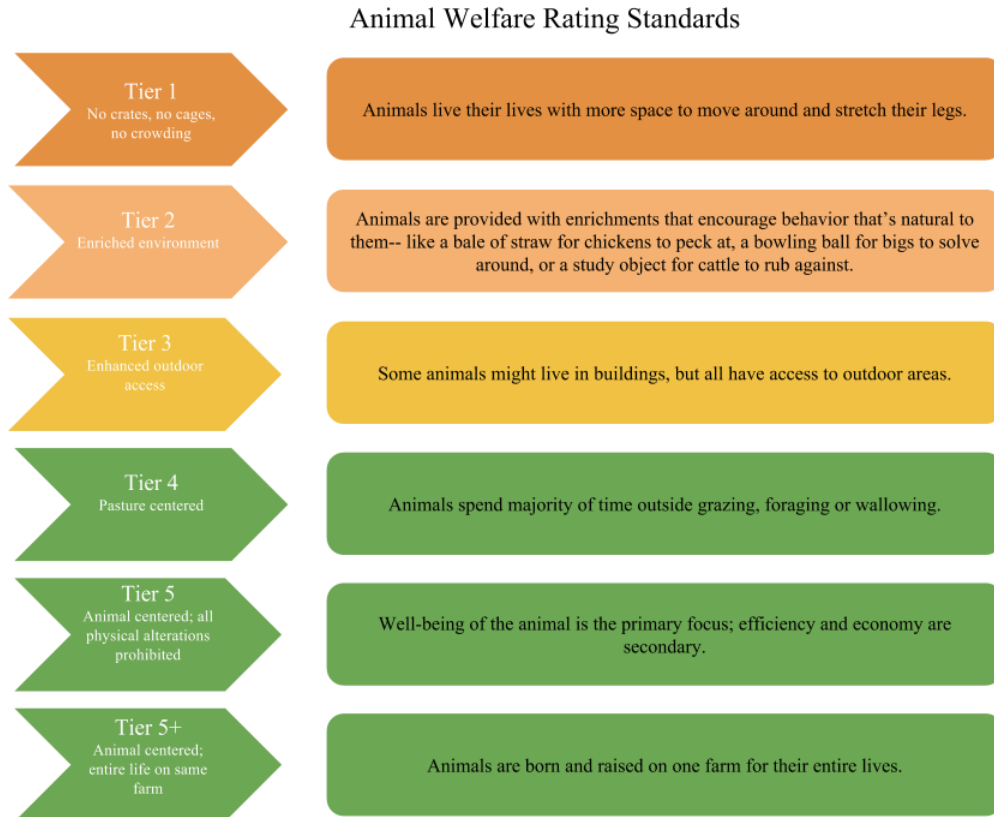 Animal Welfare Rating Standards
Tier 1
No crates, no cages,
no crowding
Animals live their lives with more space to move around and stretch their legs.
Tier 2
Enriched environment
Animals are provided with enrichments that encourage behavior that’s natural to
them-- like a bale of straw for chickens to peck at, a bowling ball for bigs to solve
around, or a study object for cattle to rub against.
Tier 3
Enhanced outdoor
access
Some animals might live in buildings, but all have access to outdoor areas.
Tier 4
Pasture centered
Animals spend majority of time outside grazing, foraging or wallowing.
Tier 5
Animal centered; all
physical alterations
prohibited
Well-being of the animal is the primary focus; efficiency and economy are
secondary.
Tier 5+
Animal centered;
entire life on same
farm
Animals are born and raised on one farm for their entire lives.